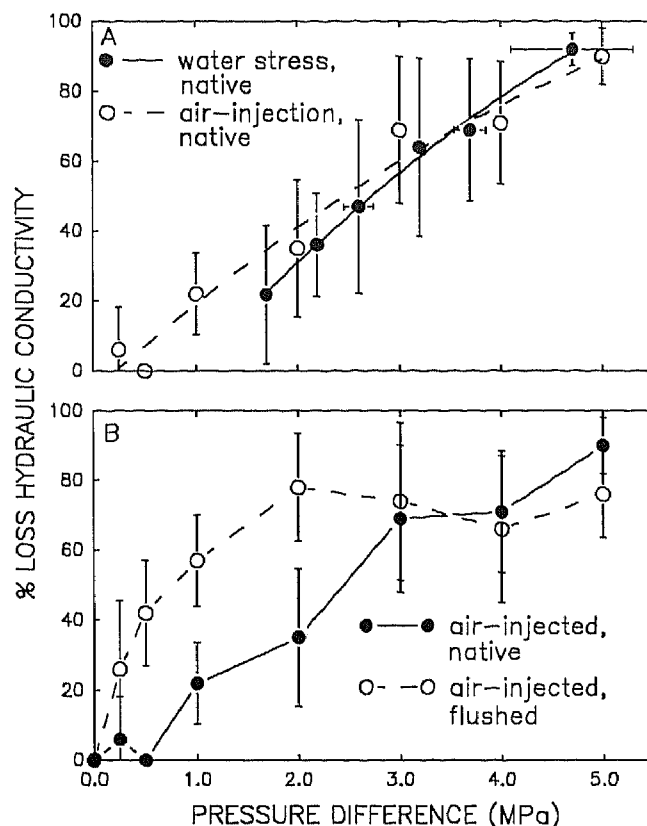 % LOSS HYDRAULIC CONDUCTIVITY
100
80
60
40
20
0
A
water stress,
native
air-injection,
native
100
80
60
40
20
0
B
air-injected,
native
air-injected,
flushed
0.0 1.0 2.0 3.0 4.0 5.0
PRESSURE DIFFERENCE (MPa)